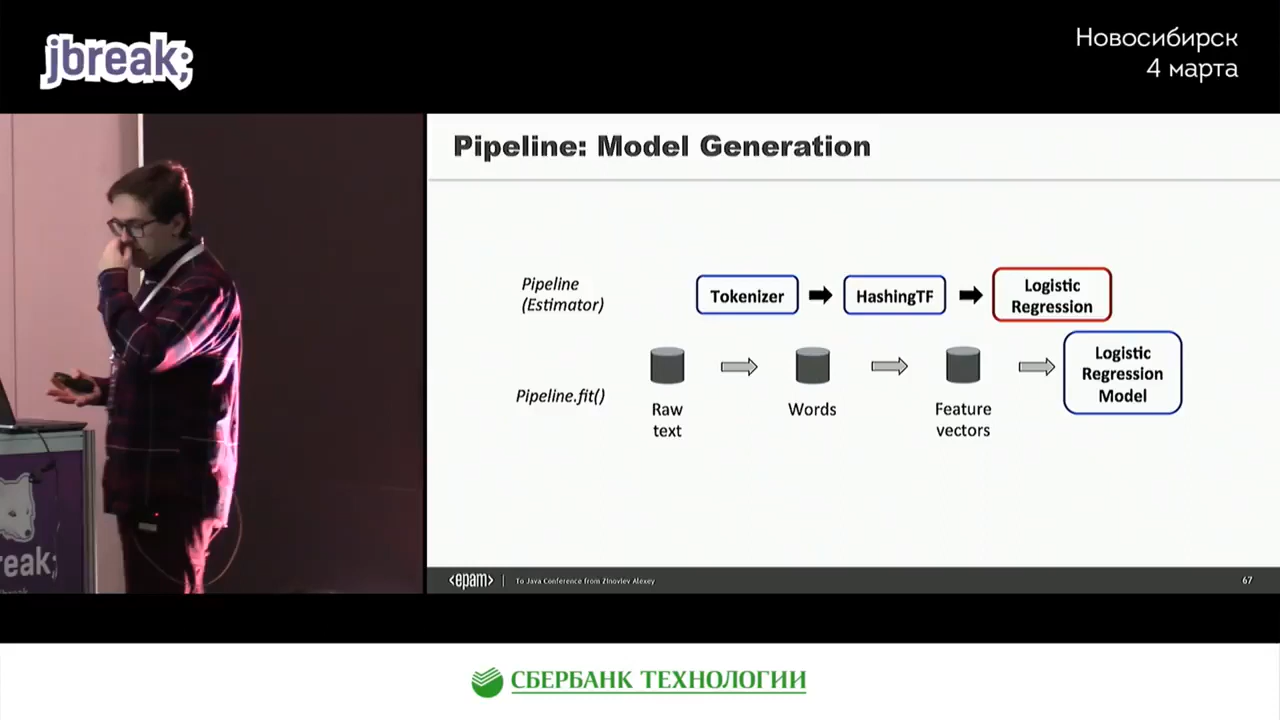 jbreak;
Новосибирск
4 марта
Pipeline: Model Generation
Pipeline
(Estimator)
Tokenizer
HashingTF
Logistic
Regression
Pipeline.fit()
Raw
text
Words
Feature
vectors
Logistic
Regression
Model
<epam>
To Java Conference from Zinoviev Alexey
67
reak;
СБЕРБАНК ТЕХНОЛОГИИ